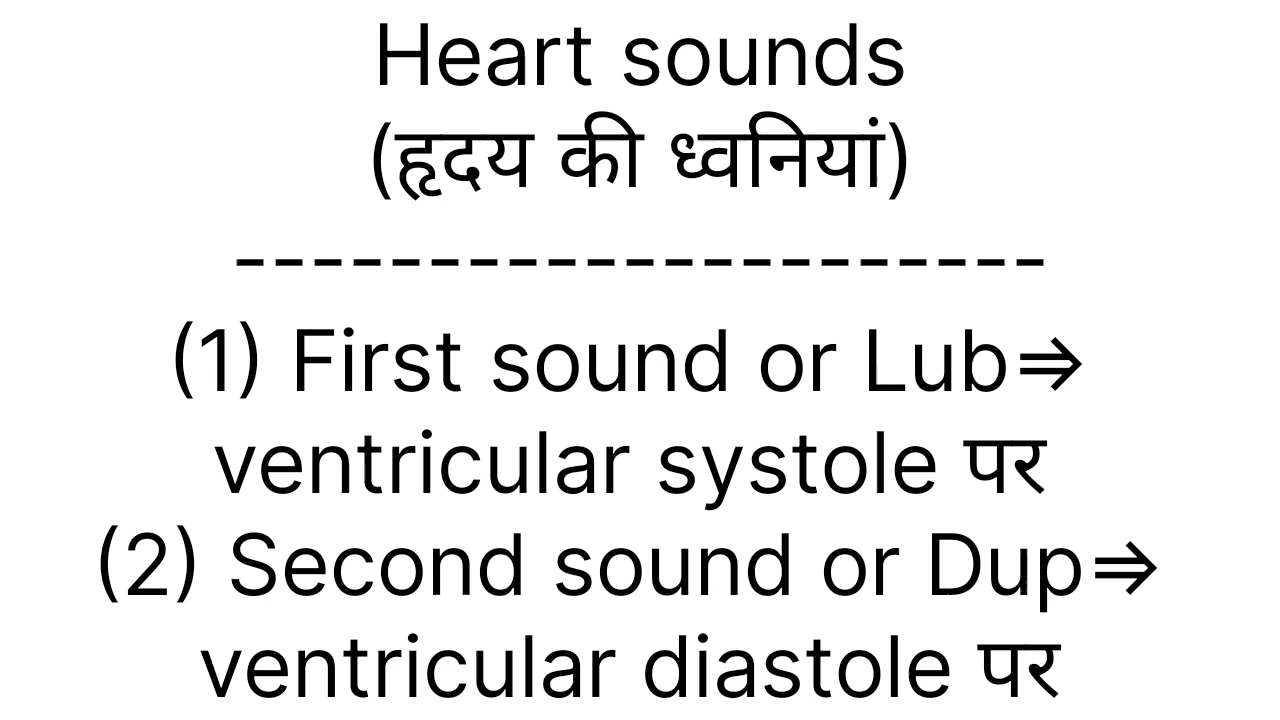 Heart sounds
(हृदय की ध्वनियां)
---------------------
(1) First sound or Lub⇒
ventricular systole पर
(2) Second sound or Dup⇒
ventricular diastole पर